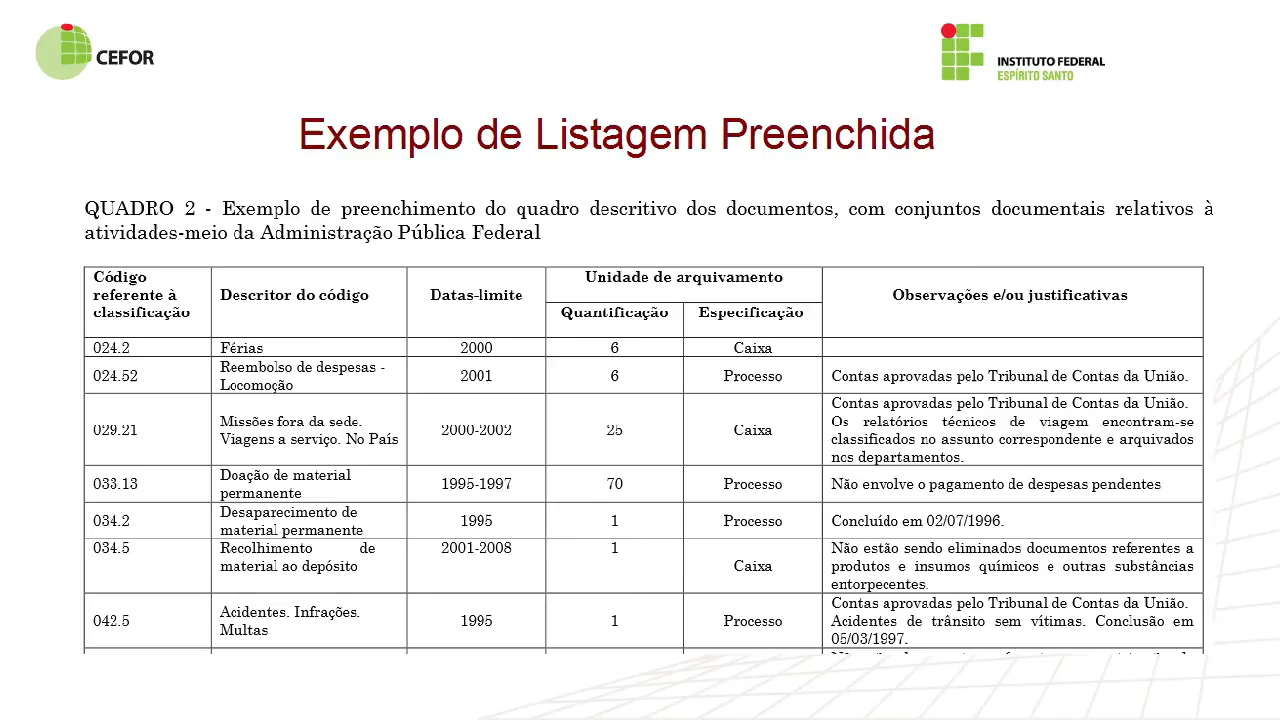 CEFOR
INSTITUTO FEDERAL
ESPÍRITO SANTO
Exemplo de Listagem Preenchida
QUADRO 2 - Exemplo de preenchimento do quadro descritivo dos documentos, com conjuntos documentais relativos à
atividades-meio da Administração Pública Federal
Código
referente à
classificação
Descritor do código
Datas-limite
Unidade de arquivamento
Quantificação
Especificação
Observações e/ou justificativas
024.2
Férias
2000
6
Caixa
024.52
Reembolso de despesas -
Locomoção
2001
6
Processo
Contas aprovadas pelo Tribunal de Contas da União.
029.21
Missões fora da sede.
Viagens a serviço. No País
2000-2002
25
Caixa
Contas aprovadas pelo Tribunal de Contas da União.
Os relatórios técnicos de viagem encontram-se
classificados no assunto correspondente e arquivados
nos departamentos.
033.13
Doação de material
permanente
1995-1997
70
Processo
Não envolve o pagamento de despesas pendentes
034.2
Desaparecimento de
material permanente
1995
1
Processo
Concluído em 02/07/1996.
034.5
Recolhimento de
material ao depósito
2001-2008
1
Caixa
Não estão sendo eliminados documentos referentes a
produtos e insumos químicos e outras substâncias
entorpecentes.
042.5
Acidentes. Infrações.
Multas
1995
1
Processo
Contas aprovadas pelo Tribunal de Contas da União.
Acidentes de trânsito sem vítimas. Conclusão em
05/03/1997.